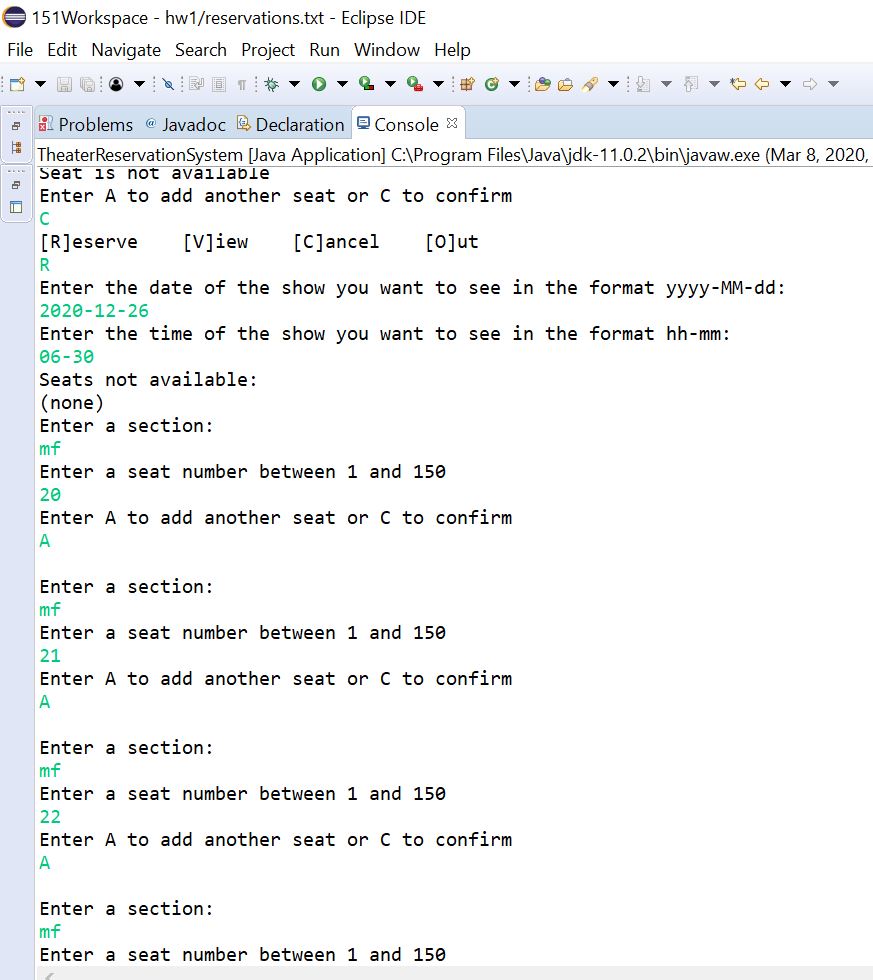 151Workspace - hw1/reservations.txt - Eclipse IDE
File Edit Navigate Search Project Run Window Help
Problems @ Javadoc Declaration Console
TheaterReservationSystem [Java Application] C:\Program Files\Java\jdk-11.0.2\bin\javaw.exe (Mar 8, 2020,
Seat is not available
Enter A to add another seat or C to confirm
C
[R]eserve    [V]iew    [C]ancel    [O]ut
R
Enter the date of the show you want to see in the format yyyy-MM-dd:
2020-12-26
Enter the time of the show you want to see in the format hh-mm:
06-30
Seats not available:
(none)
Enter a section:
mf
Enter a seat number between 1 and 150
20
Enter A to add another seat or C to confirm
A
Enter a section:
mf
Enter a seat number between 1 and 150
21
Enter A to add another seat or C to confirm
A
Enter a section:
mf
Enter a seat number between 1 and 150
22
Enter A to add another seat or C to confirm
A
Enter a section:
mf
Enter a seat number between 1 and 150